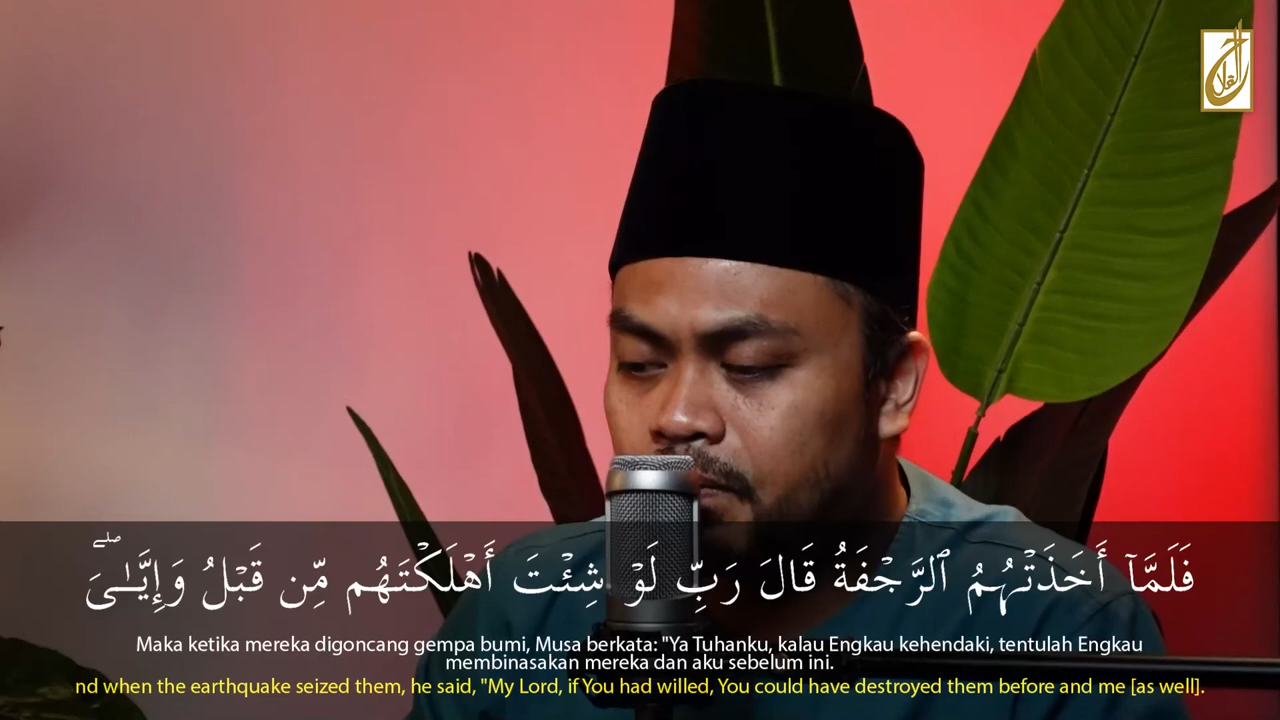 الفلاح
فَلَمَّآ أَخَذَتْهُمُ ٱلرَّجْفَةُ قَالَ رَبِّ لَوْ شِئْتَ أَهْلَكْتَهُم مِّن قَبْلُ وَإِيَّـٰىَ ۖ
Maka ketika mereka digoncang gempa bumi, Musa berkata: "Ya Tuhanku, kalau Engkau kehendaki, tentulah Engkau
membinasakan mereka dan aku sebelum ini.
nd when the earthquake seized them, he said, "My Lord, if You had willed, You could have destroyed them before and me [as well].